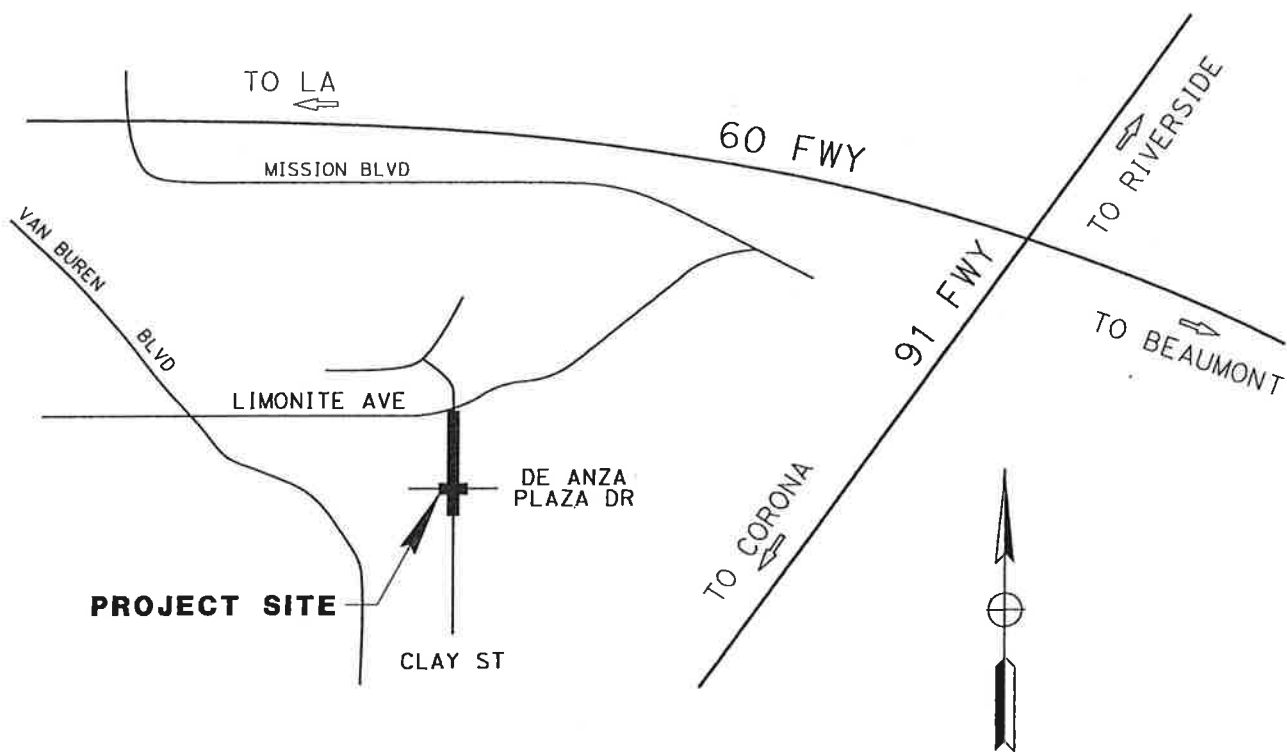 TO LA
60 FWY
MISSION BLVD
TO RIVERSIDE
VAN BUREN
BLVD
91 FWY
TO BEAUMONT
LIMONITE AVE
DE ANZA
PLAZA DR
TO CORONA
PROJECT SITE
CLAY ST